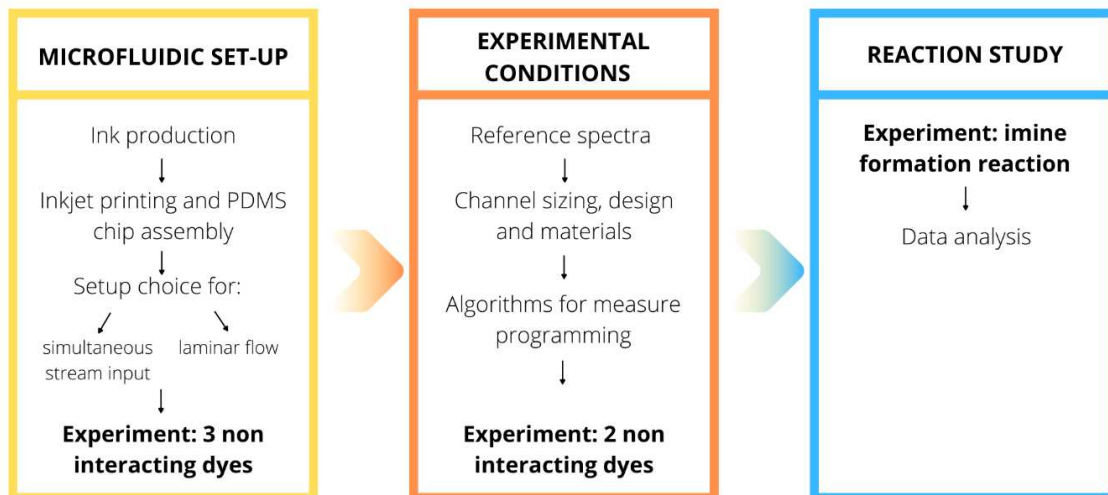 MICROFLUIDIC SET-UP
Ink production
Inkjet printing and PDMS
chip assembly
Setup choice for:
simultaneous
stream input
laminar flow
Experiment: 3 non
interacting dyes
EXPERIMENTAL
CONDITIONS
Reference spectra
Channel sizing, design
and materials
Algorithms for measure
programming
Experiment: 2 non
interacting dyes
REACTION STUDY
Experiment: imine
formation reaction
Data analysis